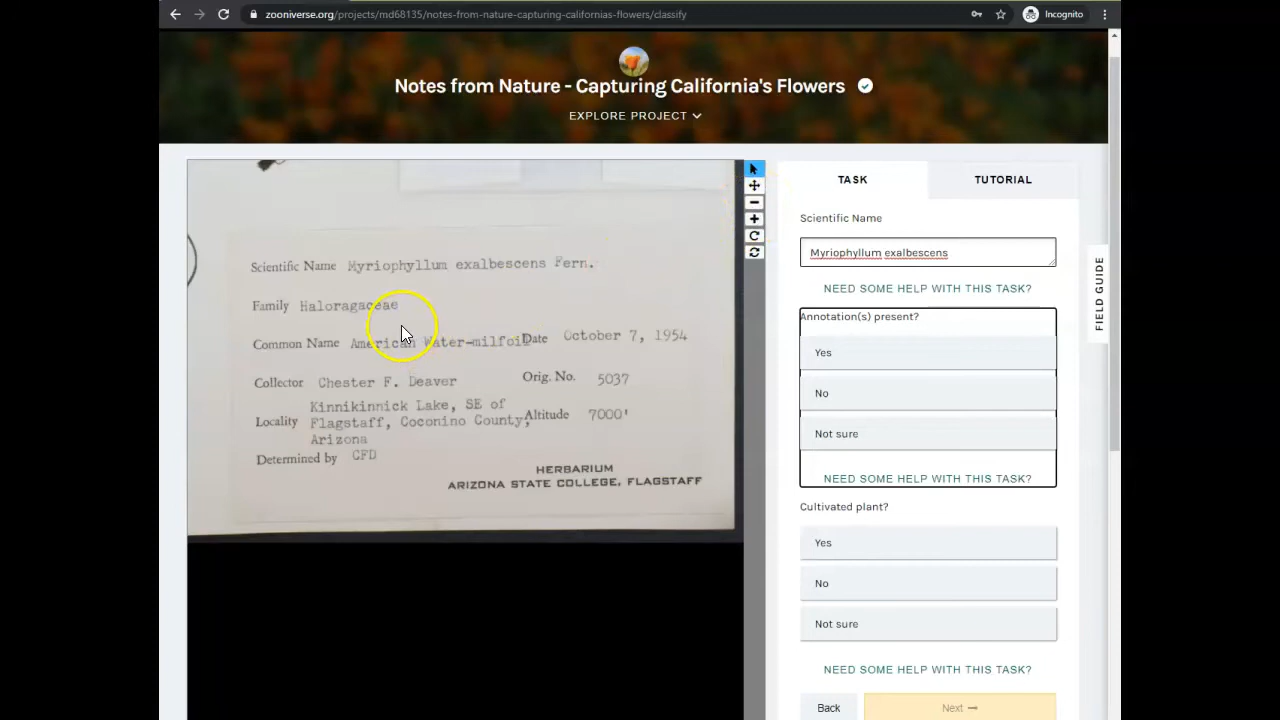 zooniverse.org/projects/md68135/notes-from-nature-capturing-californias-flowers/classify
Incognito
Notes from Nature - Capturing California's Flowers
EXPLORE PROJECT
Scientific Name Myriophyllum exalbescens Fern.
Family Haloragaceae
Common Name American Water-milfoil Date October 7, 1954
Collector Chester F. Deaver Orig. No. 5037
Locality Kinnikinnick Lake, SE of
Flagstaff, Coconino County, Altitude 7000'
Arizona
Determined by CFD
HERBARIUM
ARIZONA STATE COLLEGE, FLAGSTAFF
TASK TUTORIAL
Scientific Name
Myriophyllum exalbescens
NEED SOME HELP WITH THIS TASK?
Annotation(s) present?
Yes
No
Not sure
NEED SOME HELP WITH THIS TASK?
Cultivated plant?
Yes
No
Not sure
NEED SOME HELP WITH THIS TASK?
Back Next
FIELD GUIDE